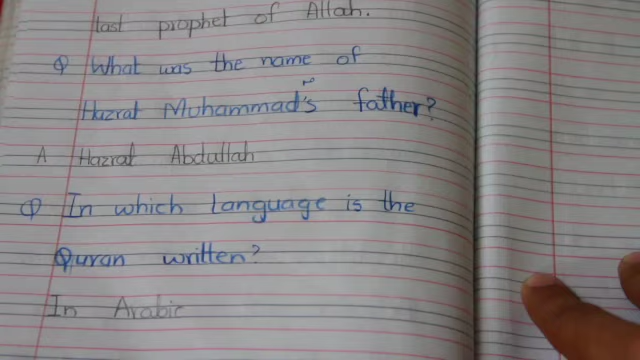 last prophet of Allah.
Q What was the name of
Hazrat Muhammad's father?
A Hazrat Abdullah
Q In which language is the
Quran written?
In Arabic